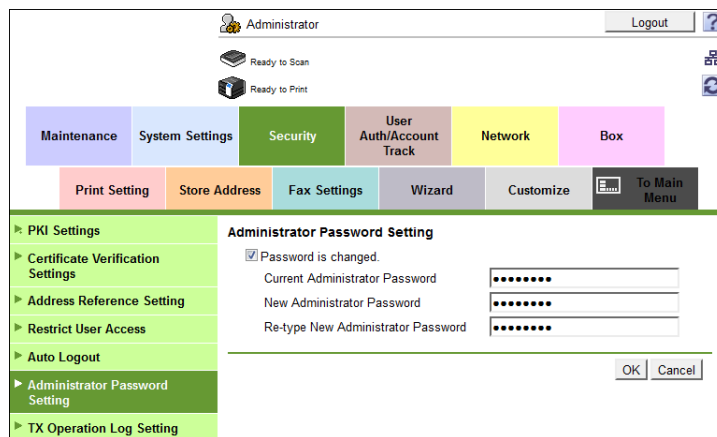 Administrator
Logout
?
Ready to Scan
Ready to Print
Maintenance
System Settings
Security
User
Auth/Account
Track
Network
Box
Print Setting
Store Address
Fax Settings
Wizard
Customize
To Main
Menu
PKI Settings
Certificate Verification
Settings
Address Reference Setting
Restrict User Access
Auto Logout
Administrator Password
Setting
TX Operation Log Setting
Administrator Password Setting
Password is changed.
Current Administrator Password ●●●●●●●●
New Administrator Password ●●●●●●●●
Re-type New Administrator Password ●●●●●●●●
OK Cancel